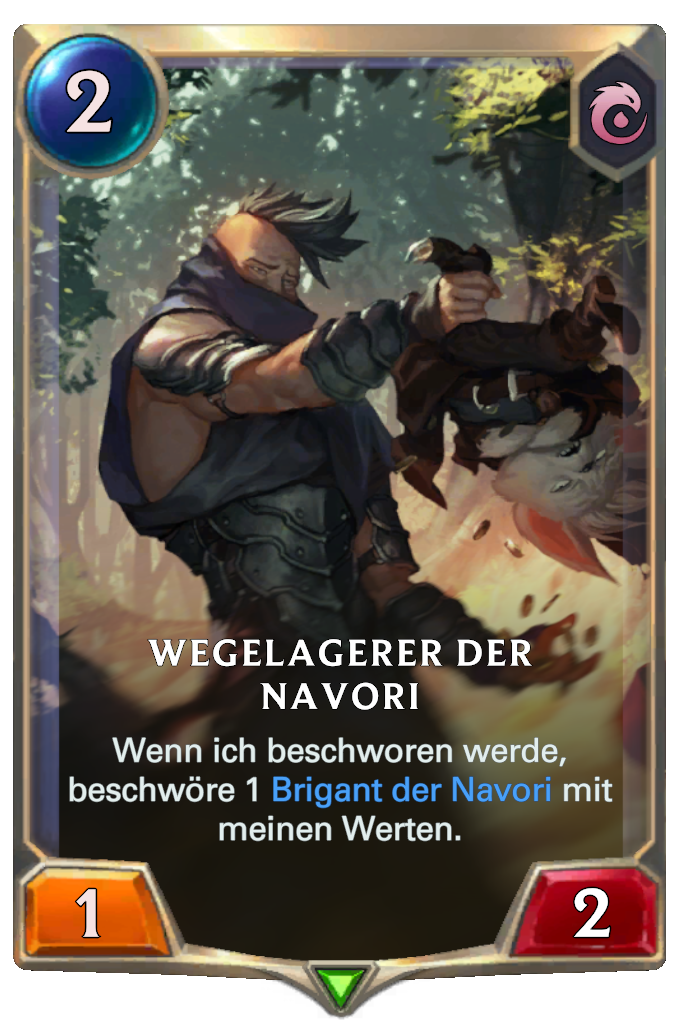 2
WEGELAGERER DER
NAVORI
Wenn ich beschworen werde,
beschwöre 1 Brigant der Navori mit
meinen Werten.
1
2